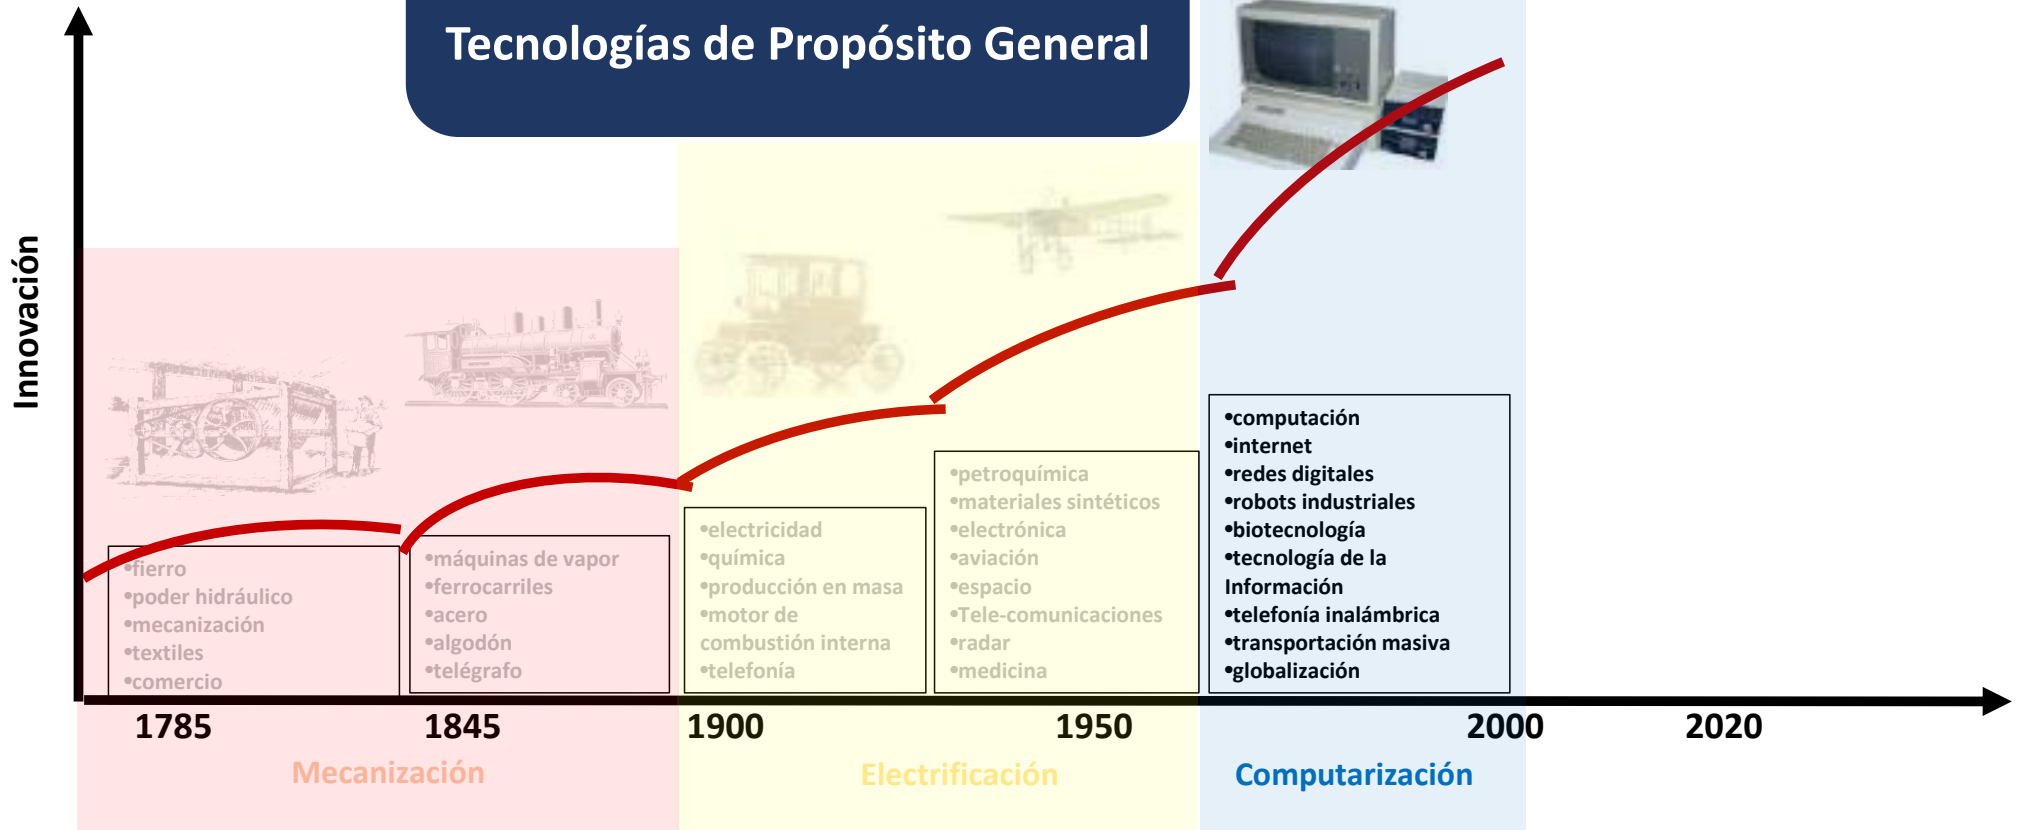 Tecnologías de Propósito General
Innovación
•fierro
•poder hidráulico
•mecanización
•textiles
•comercio
•máquinas de vapor
•ferrocarriles
•acero
•algodón
•telégrafo
•electricidad
•química
•producción en masa
•motor de
combustión interna
•telefonía
•petroquímica
•materiales sintéticos
•electrónica
•aviación
•espacio
•Tele-comunicaciones
•radar
•medicina
•computación
•internet
•redes digitales
•robots industriales
•biotecnología
•tecnología de la
Información
•telefonía inalámbrica
•transportación masiva
•globalización
1785 1845 1900 1950 2000 2020
Mecanización Electrificación Computarización